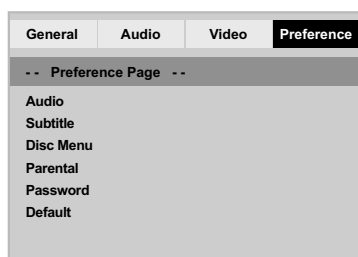 General Audio Video Preference
- - Preference Page - -
Audio
Subtitle
Disc Menu
Parental
Password
Default